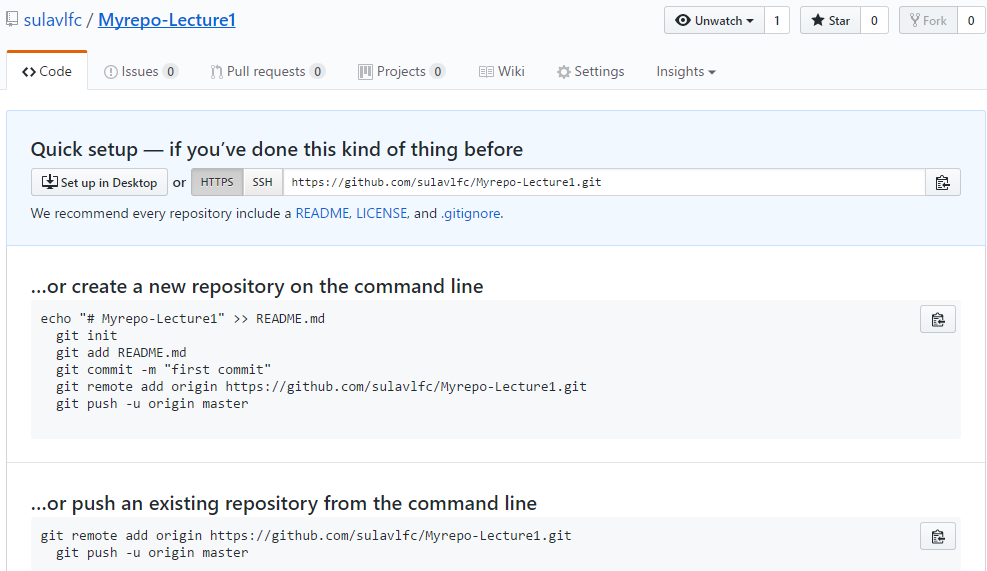 sulavlfc / Myrepo-Lecture1
Unwatch 1 Star 0 Fork 0
Code Issues 0 Pull requests 0 Projects 0 Wiki Settings Insights
Quick setup — if you've done this kind of thing before
Set up in Desktop or HTTPS SSH https://github.com/sulavlfc/Myrepo-Lecture1.git
We recommend every repository include a README, LICENSE, and .gitignore.
…or create a new repository on the command line
echo "# Myrepo-Lecture1" >> README.md
git init
git add README.md
git commit -m "first commit"
git remote add origin https://github.com/sulavlfc/Myrepo-Lecture1.git
git push -u origin master
…or push an existing repository from the command line
git remote add origin https://github.com/sulavlfc/Myrepo-Lecture1.git
git push -u origin master